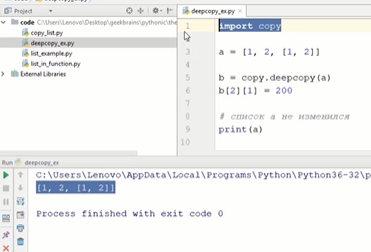 Project
deepcopy_ex.py
code C:\Users\Lenovo\Desktop\geekbrains\pythonic\the
copy_list.py
deepcopy_ex.py
list_example.py
list_in_function.py
External Libraries
1 import copy
2
3 a = [1, 2, [1, 2]]
4
5 b = copy.deepcopy(a)
6 b[2][1] = 200
7
8 # список a не изменился
9 print(a)
10
Run deepcopy_ex
C:\Users\Lenovo\AppData\Local\Programs\Python\Python36-32\p
[1, 2, [1, 2]]
Process finished with exit code 0